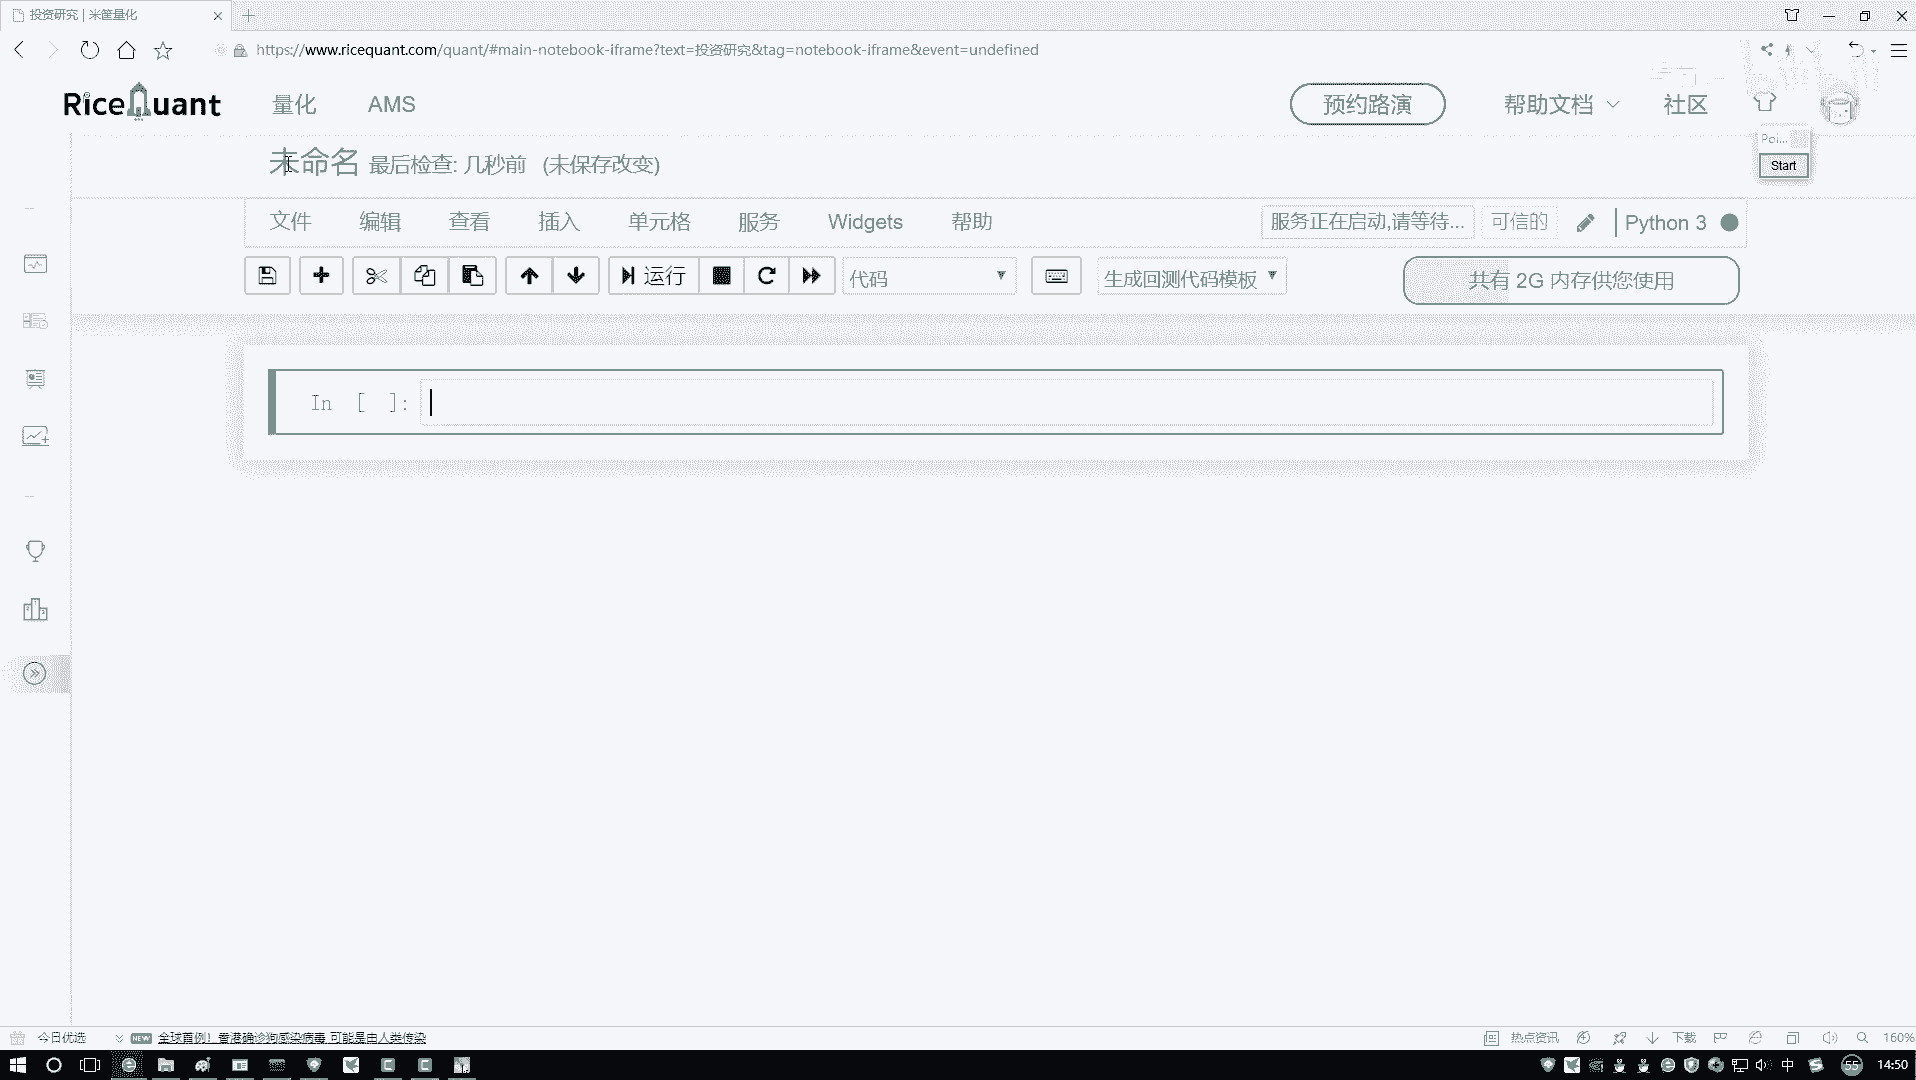 投资研究 | 米筐量化
https://www.ricequant.com/quant/#main-notebook-iframe?text=投资研究&tag=notebook-iframe&event=undefined
RiceQuant 量化 AMS 预约路演 帮助文档 社区
未命名 最后检查: 几秒前 (未保存改变)
Poi...
Start
文件 编辑 查看 插入 单元格 服务 Widgets 帮助 服务正在启动,请等待... 可信的 Python 3
运行 代码 生成回测代码模板 共有 2G 内存供您使用
In [ ]:
今日优选 NEW 全球首例！香港确诊狗感染病毒 可能是由人类传染 热点资讯 下载 160%
中 55 14:50